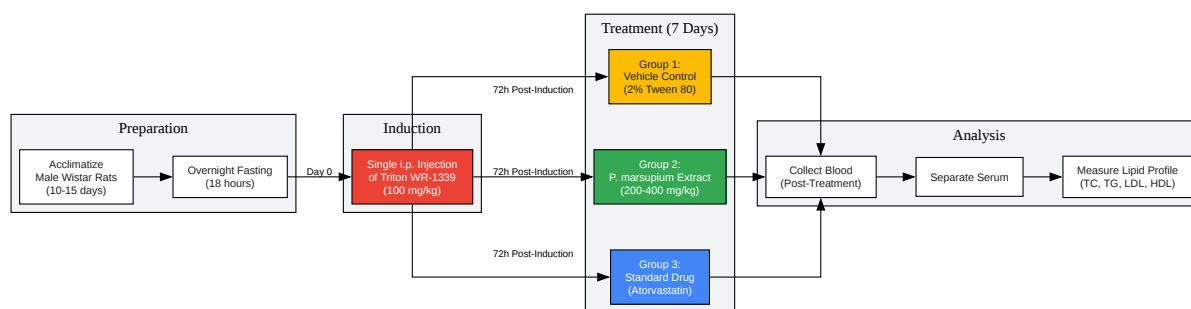 Preparation
Acclimatize
Male Wistar Rats
(10-15 days)
Overnight Fasting
(18 hours)
Day 0
Induction
Single i.p. Injection
of Triton WR-1339
(100 mg/kg)
72h Post-Induction
72h Post-Induction
72h Post-Induction
Treatment (7 Days)
Group 1:
Vehicle Control
(2% Tween 80)
Group 2:
P. marsupium Extract
(200-400 mg/kg)
Group 3:
Standard Drug
(Atorvastatin)
Analysis
Collect Blood
(Post-Treatment)
Separate Serum
Measure Lipid Profile
(TC, TG, LDL, HDL)